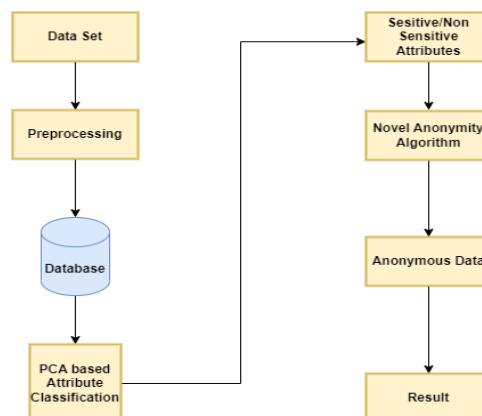 Data Set
Preprocessing
Database
PCA based
Attribute
Classification
Sesitive/Non
Sensitive
Attributes
Novel Anonymity
Algorithm
Anonymous Data
Result